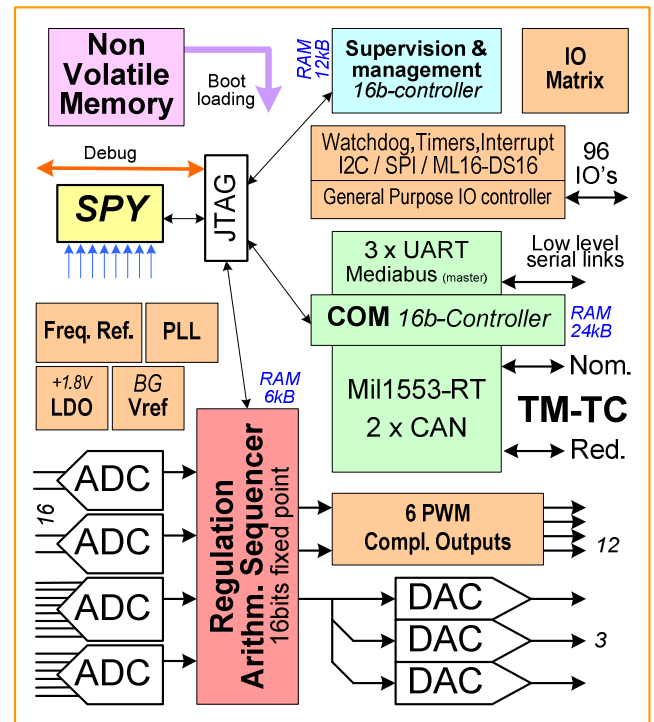 Non
Volatile
Memory
Boot
loading
RAM
12kB
Supervision &
management
16b-controller
IO
Matrix
Watchdog,Timers,Interrupt
I2C / SPI / ML16-DS16
General Purpose IO controller
96
IO's
Debug
SPY
JTAG
3 x UART
Mediabus (master)
Low level
serial links
COM 16b-Controller
RAM
24kB
Freq. Ref.
PLL
+1.8V
LDO
BG
Vref
RAM
6kB
Mil1553-RT
2 x CAN
Nom.
TM-TC
Red.
16
ADC
ADC
ADC
ADC
Regulation
Arithm. Sequencer
16bits fixed point
6 PWM
Compl. Outputs
12
DAC
DAC
DAC
3